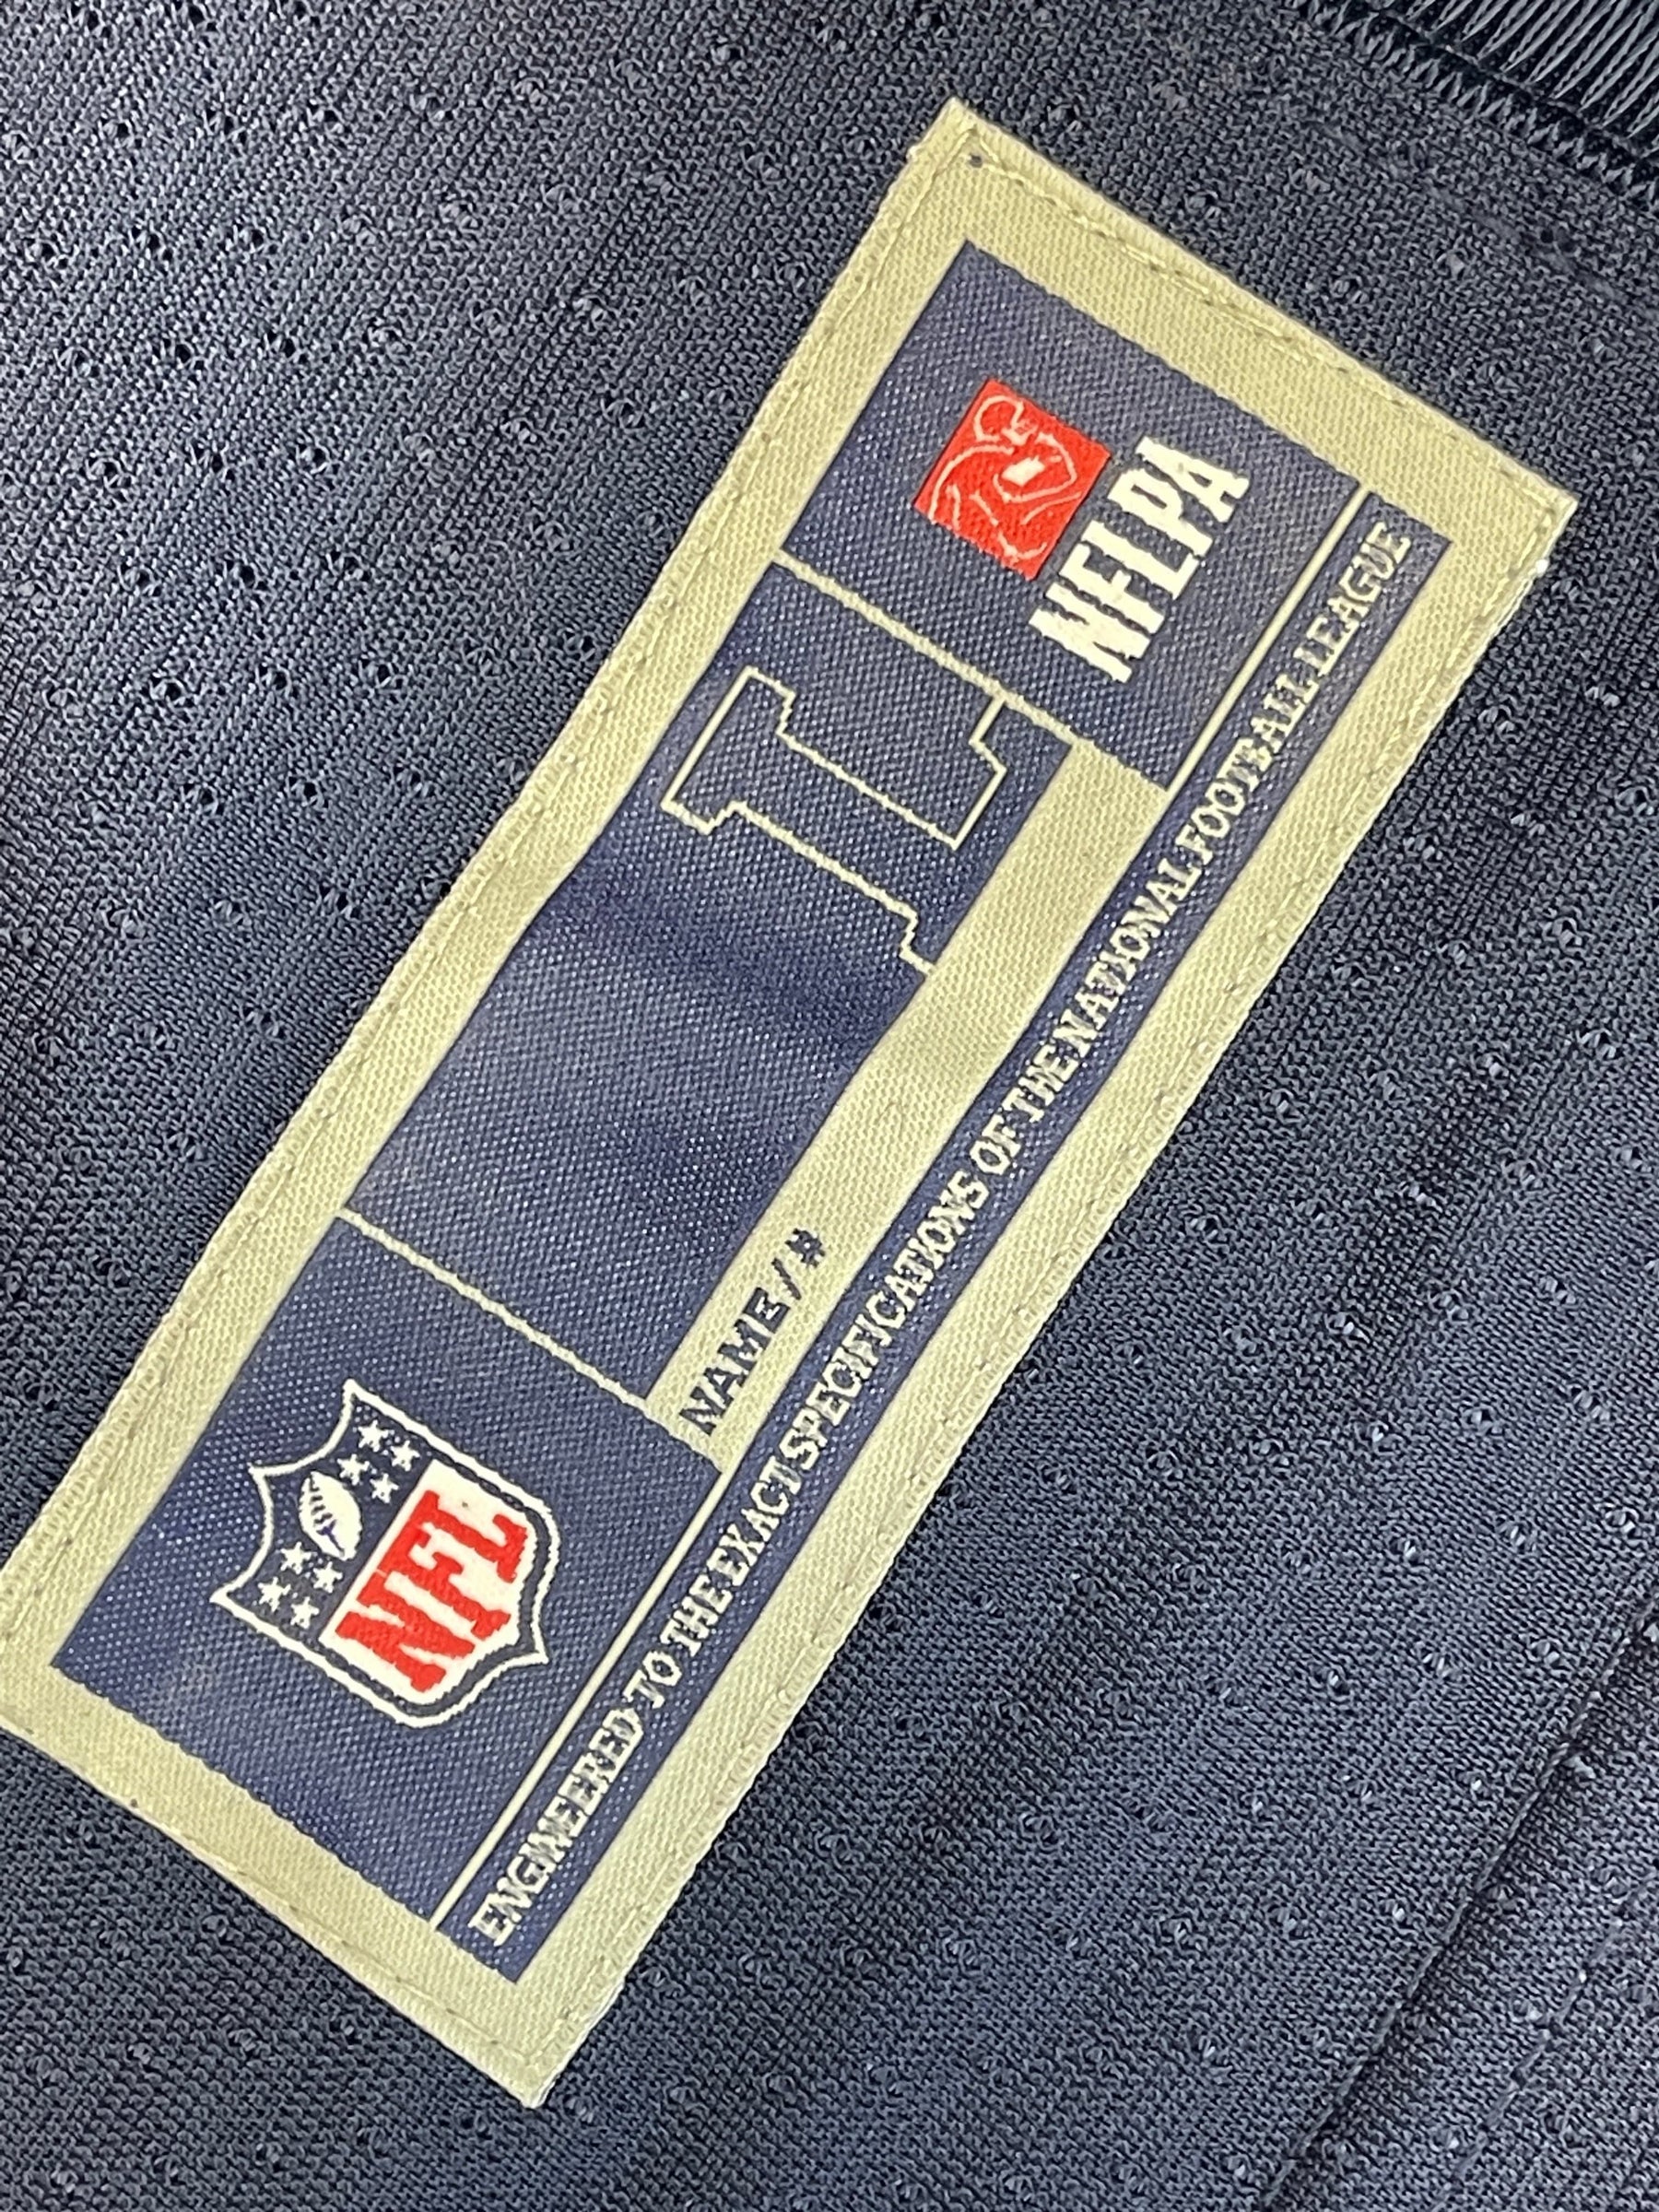 NFL
L
NFLPA
NAME/#
ENGINEERED TO THE EXACT SPECIFICATIONS OF THE NATIONAL FOOTBALL LEAGUE